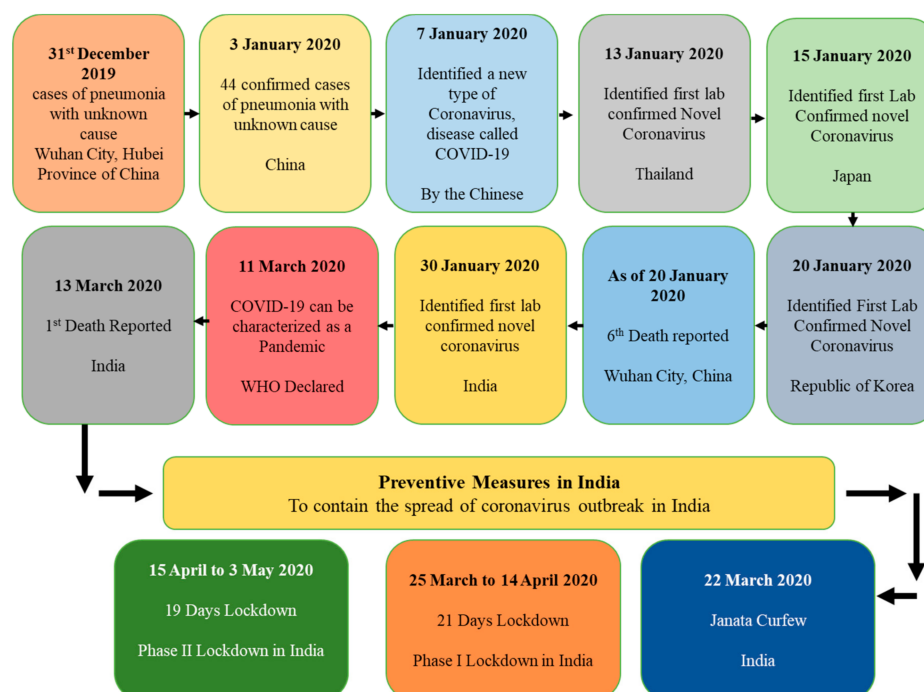 31st December
2019
cases of pneumonia
with unknown
cause
Wuhan City, Hubei
Province of China
3 January 2020
44 confirmed cases
of pneumonia with
unknown cause
China
7 January 2020
Identified a new
type of
Coronavirus,
disease called
COVID-19
By the Chinese
13 January 2020
Identified first lab
confirmed Novel
Coronavirus
Thailand
15 January 2020
Identified first Lab
Confirmed novel
Coronavirus
Japan
20 January 2020
Identified First Lab
Confirmed Novel
Coronavirus
Republic of Korea
As of 20 January
2020
6th Death reported
Wuhan City, China
30 January 2020
Identified first lab
confirmed novel
coronavirus
India
11 March 2020
COVID-19 can be
characterized as a
Pandemic
WHO Declared
13 March 2020
1st Death Reported
India
Preventive Measures in India
To contain the spread of coronavirus outbreak in India
22 March 2020
Janata Curfew
India
25 March to 14 April 2020
21 Days Lockdown
Phase I Lockdown in India
15 April to 3 May 2020
19 Days Lockdown
Phase II Lockdown in India